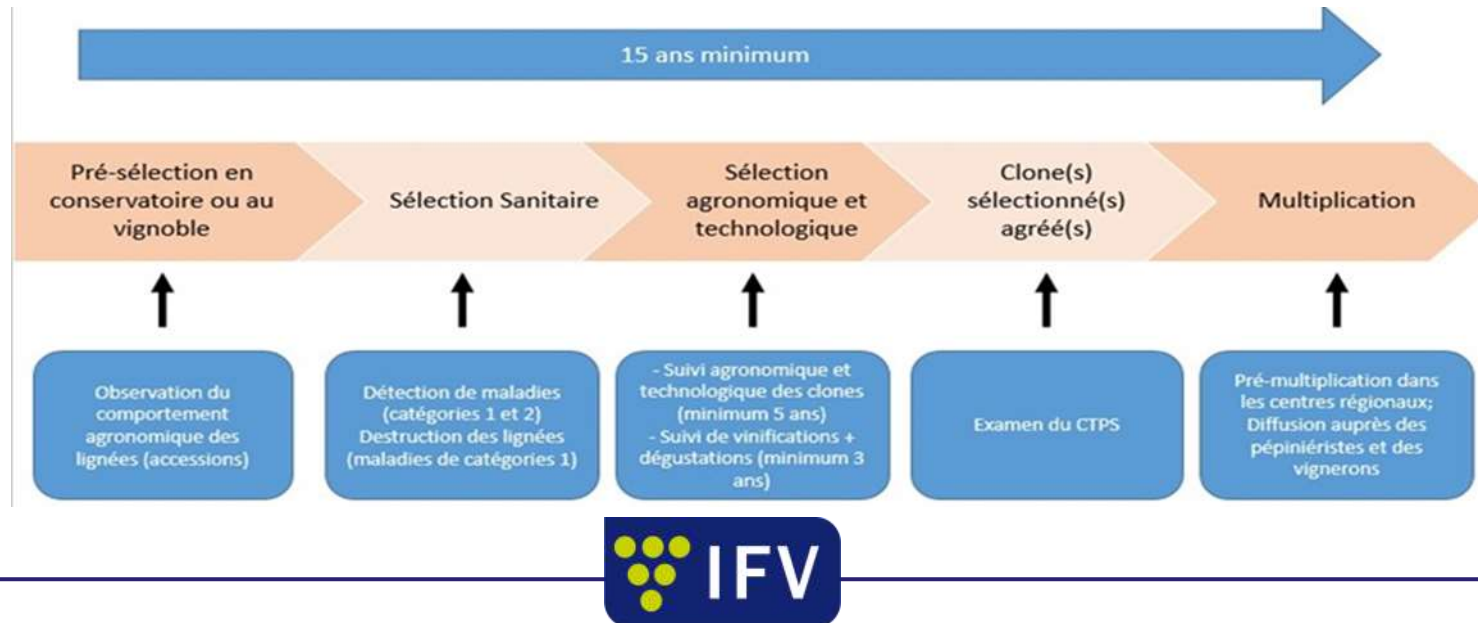 15 ans minimum
Pré-sélection en
conservatoire ou au
vignoble
Sélection Sanitaire
Sélection
agronomique et
technologique
Clone(s)
sélectionné(s)
agréé(s)
Multiplication
Observation du
comportement
agronomique des
lignées (accessions)
Détection de maladies
(catégories 1 et 2)
Destruction des lignées
(maladies de catégories 1)
- Suivi agronomique et
technologique des clones
(minimum 5 ans)
- Suivi de vinifications +
dégustations (minimum 3
ans)
Examen du CTPS
Pré-multiplication dans
les centres régionaux;
Diffusion auprès des
pépiniéristes et des
vignerons
IFV